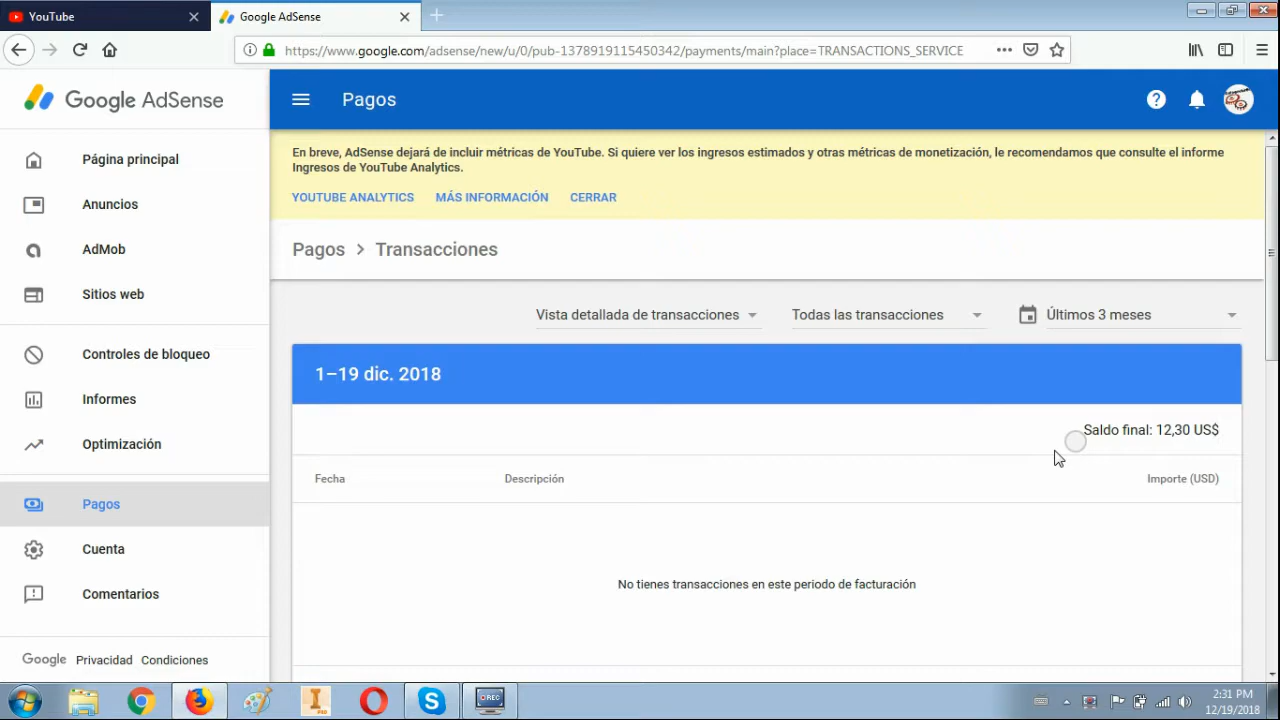 YouTube
Google AdSense
https://www.google.com/adsense/new/u/0/pub-1378919115450342/payments/main?place=TRANSACTIONS_SERVICE
Google AdSense
Pagos
Página principal
Anuncios
AdMob
Sitios web
Controles de bloqueo
Informes
Optimización
Pagos
Cuenta
Comentarios
Google Privacidad Condiciones
En breve, AdSense dejará de incluir métricas de YouTube. Si quiere ver los ingresos estimados y otras métricas de monetización, le recomendamos que consulte el informe
Ingresos de YouTube Analytics.
YOUTUBE ANALYTICS MÁS INFORMACIÓN CERRAR
Pagos > Transacciones
Vista detallada de transacciones Todas las transacciones Últimos 3 meses
1–19 dic. 2018
Saldo final: 12,30 US$
Fecha Descripción Importe (USD)
No tienes transacciones en este periodo de facturación
REC
2:31 PM
12/19/2018